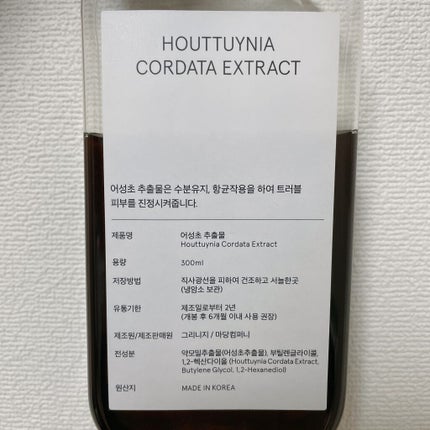 HOUTTUYNIA
CORDATA EXTRACT
어성초 추출물은 수분유지, 항균작용을 하여 트러블
피부를 진정시켜줍니다.
제품명 어성초 추출물
Houttuynia Cordata Extract
용량 300ml
저장방법 직사광선을 피하여 건조하고 서늘한곳
(냉암소 보관)
유통기한 제조일로부터 2년
(개봉 후 6개월 이내 사용 권장)
제조원/제조판매원 그리니지 / 마당컴퍼니
전성분 약모밀추출물(어성초추출물), 부틸렌글라이콜,
1,2-헥산다이올 (Houttuynia Cordata Extract,
Butylene Glycol, 1,2-Hexanediol)
원산지 MADE IN KOREA